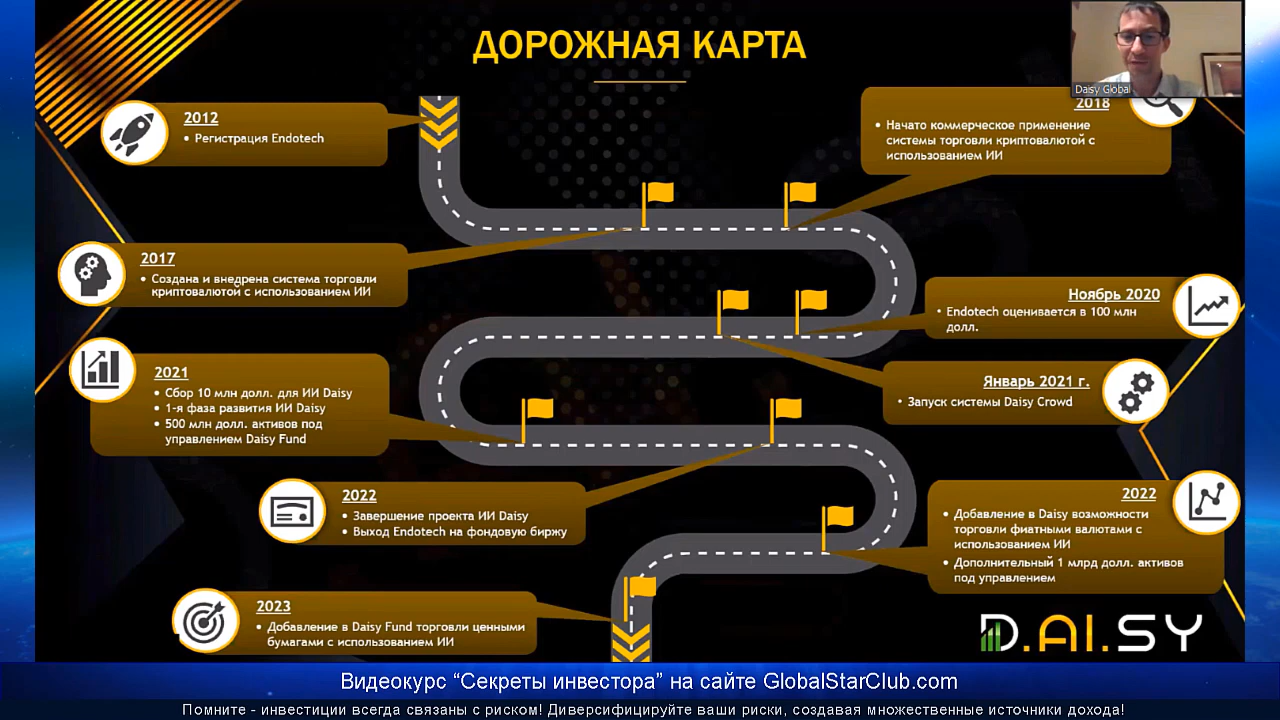 ДОРОЖНАЯ КАРТА
Daisy Global
2012
• Регистрация Endotech
2018
• Начато коммерческое применение
системы торговли криптовалютой с
использованием ИИ
2017
• Создана и внедрена система торговли
криптовалютой с использованием ИИ
Ноябрь 2020
• Endotech оценивается в 100 млн
долл.
2021
• Сбор 10 млн долл. для ИИ Daisy
• 1-я фаза развития ИИ Daisy
• 500 млн долл. активов под
управлением Daisy Fund
Январь 2021 г.
• Запуск системы Daisy Crowd
2022
• Завершение проекта ИИ Daisy
• Выход Endotech на фондовую биржу
2022
• Добавление в Daisy возможности
торговли фиатными валютами с
использованием ИИ
• Дополнительный 1 млрд долл. активов
под управлением
2023
• Добавление в Daisy Fund торговли ценными
бумагами с использованием ИИ
D.AI.SY
Видеокурс “Секреты инвестора” на сайте GlobalStarClub.com
Помните - инвестиции всегда связаны с риском! Диверсифицируйте ваши риски, создавая множественные источники дохода!